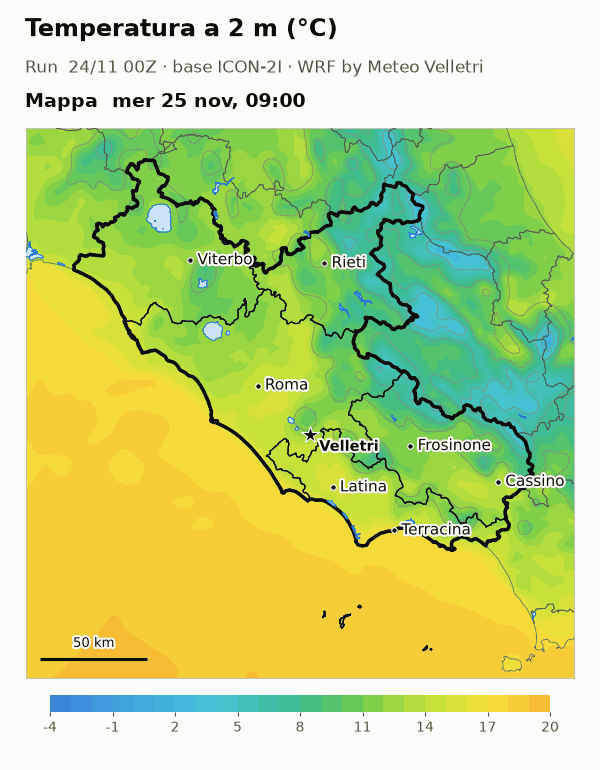 Temperatura a 2 m (°C)
Run  24/11 00Z · base ICON-2I · WRF by Meteo Velletri
Mappa  mer 25 nov, 09:00
Viterbo
Rieti
Roma
Velletri
Frosinone
Latina
Cassino
Terracina
50 km
-4 -1 2 5 8 11 14 17 20